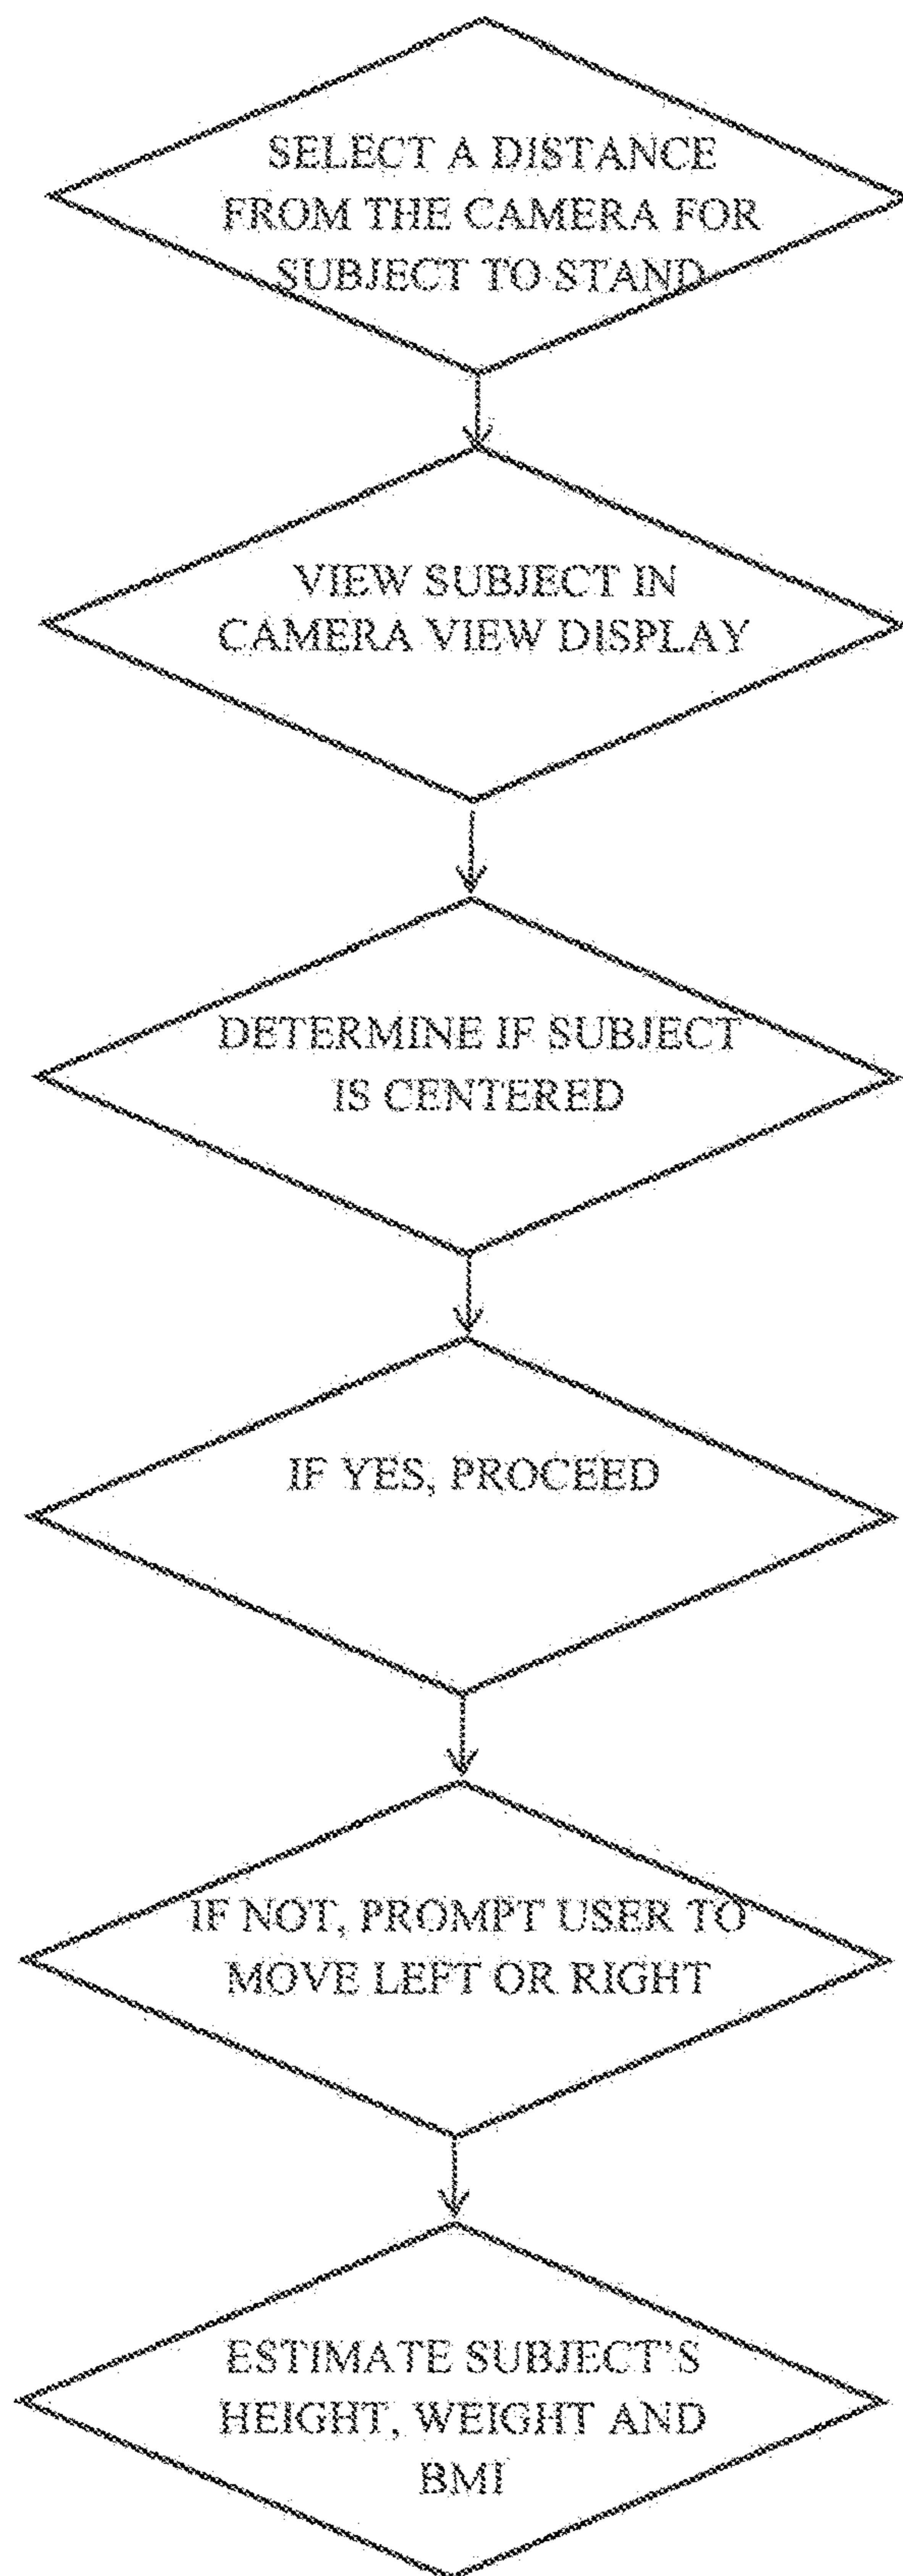 SELECT A DISTANCE
FROM THE CAMERA FOR
SUBJECT TO STAND
VIEW SUBJECT IN
CAMERA VIEW DISPLAY
DETERMINE IF SUBJECT
IS CENTERED
IF YES, PROCEED
IF NOT, PROMPT USER TO
MOVE LEFT OR RIGHT
ESTIMATE SUBJECT'S
HEIGHT, WEIGHT AND
BMI